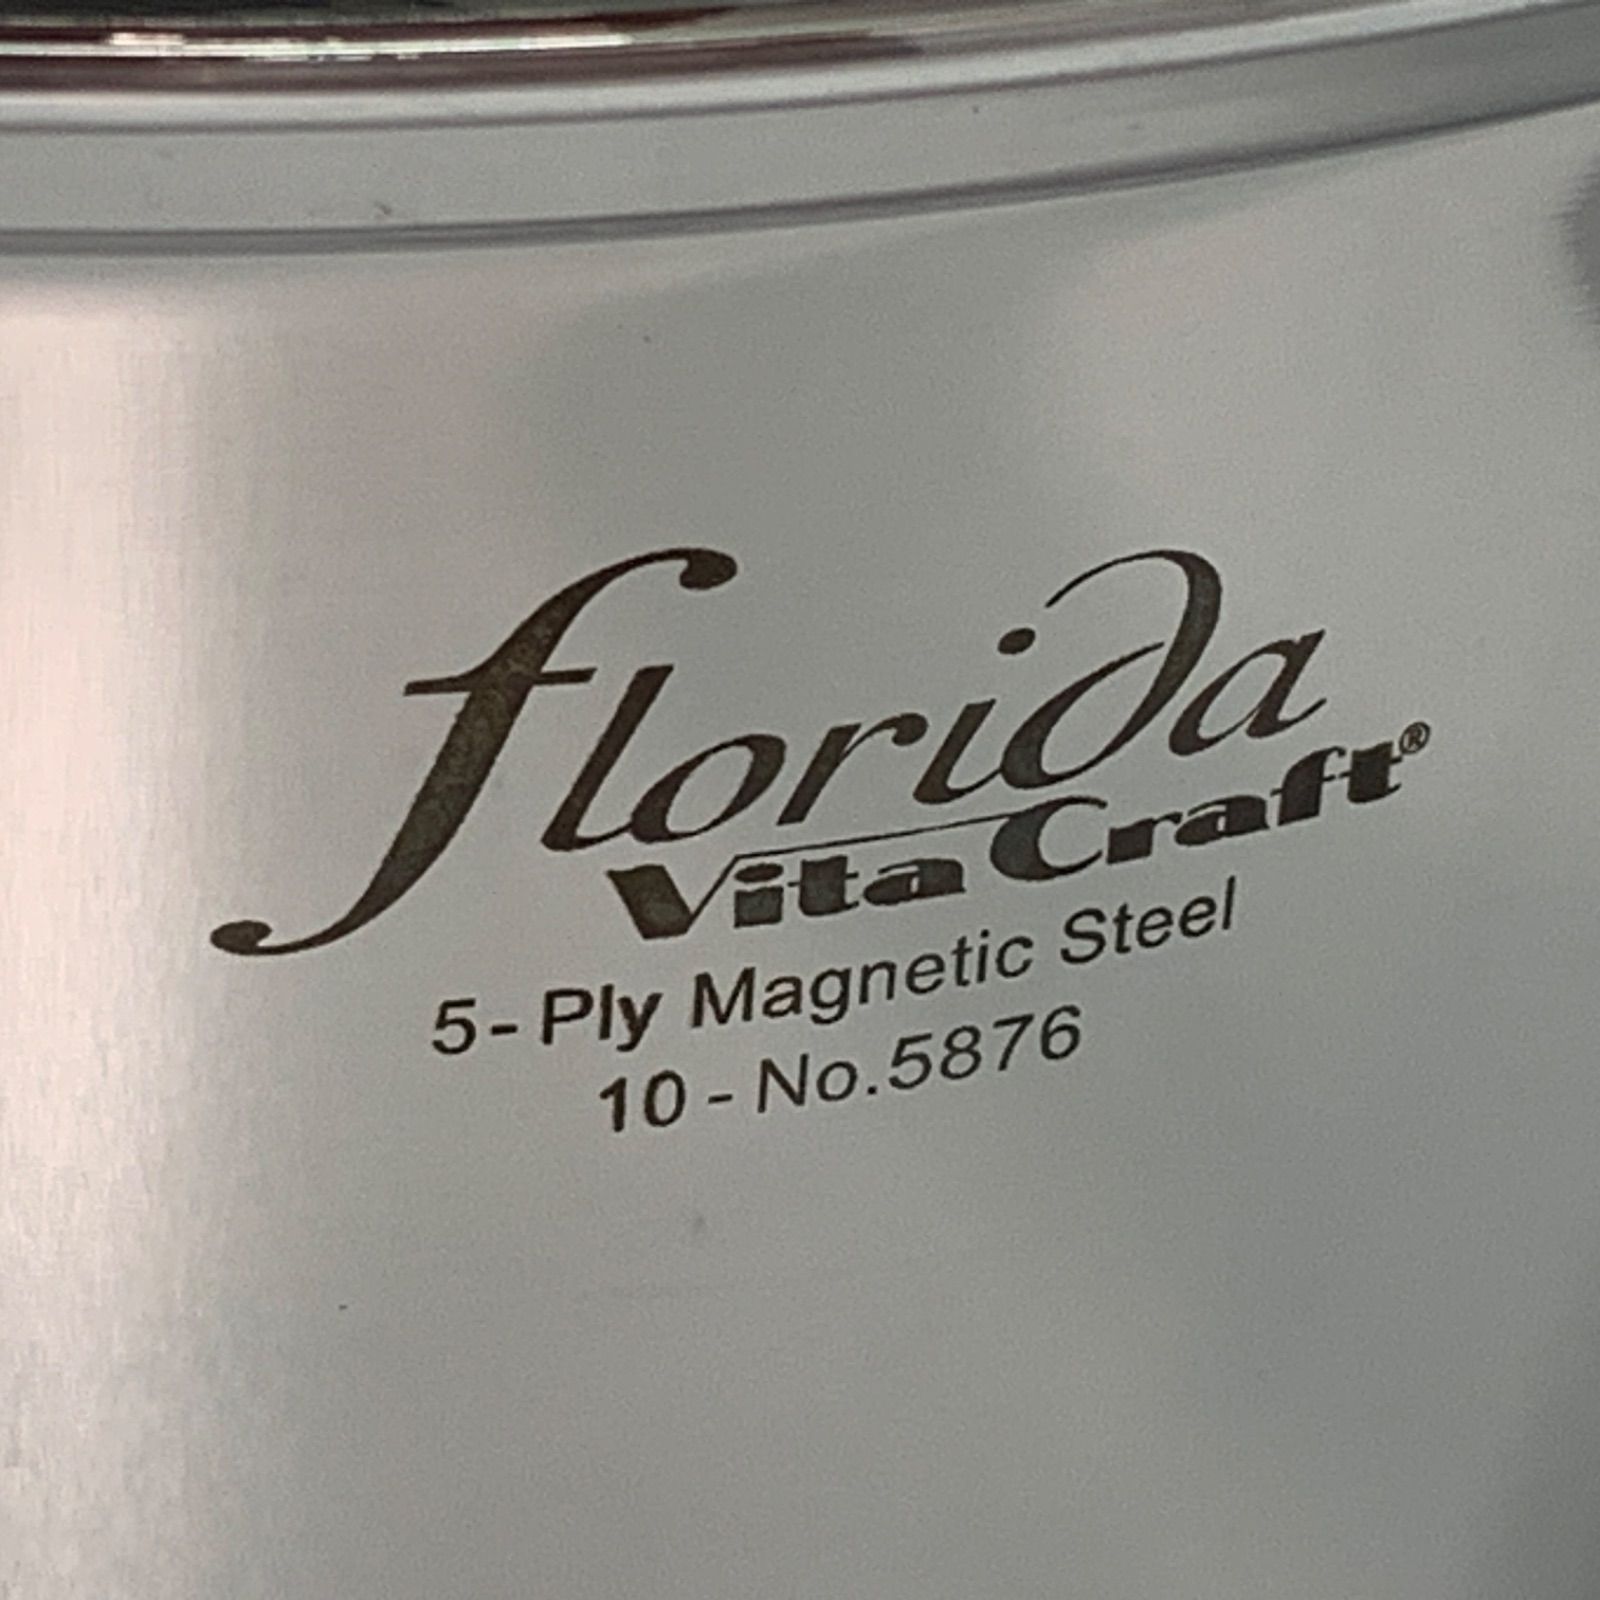 florida
Vita Craft®
5-Ply Magnetic Steel
10-No.5876